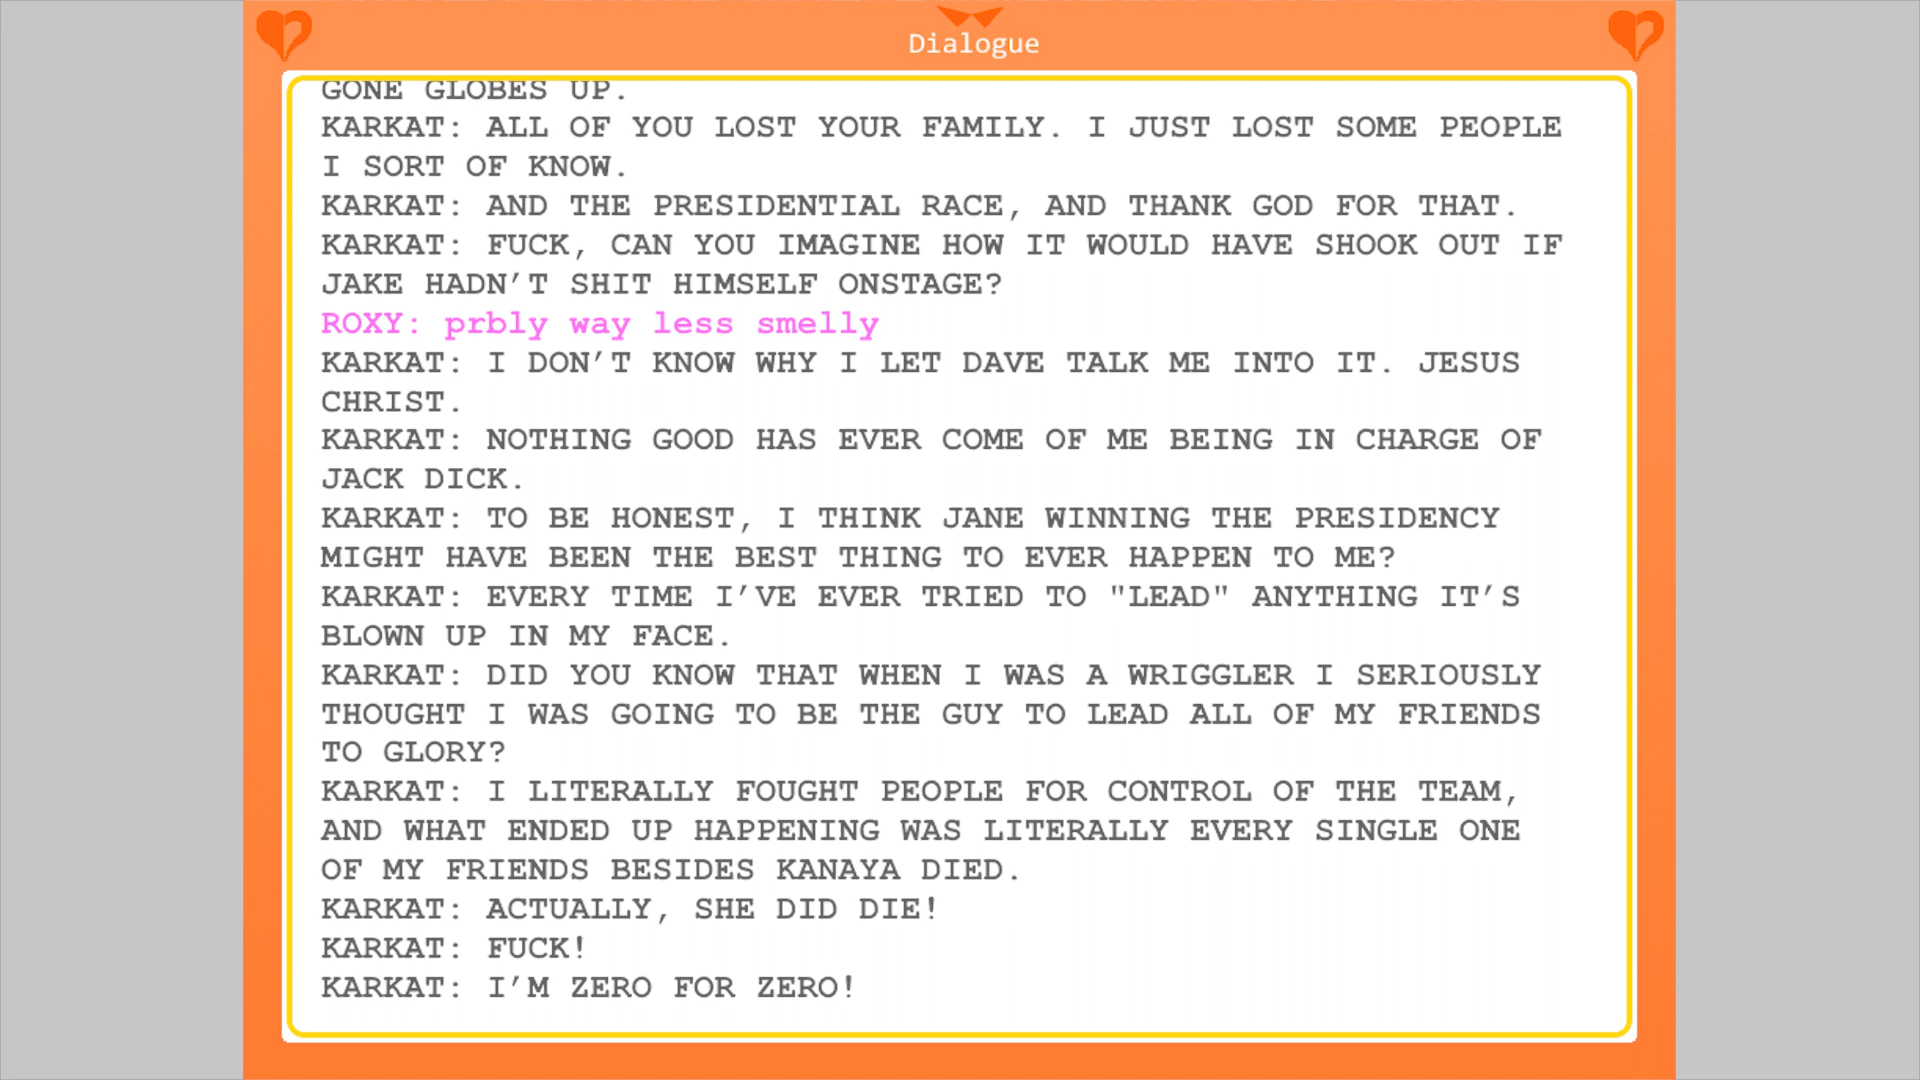 Dialogue
GONE GLOBES UP.
KARKAT: ALL OF YOU LOST YOUR FAMILY. I JUST LOST SOME PEOPLE
I SORT OF KNOW.
KARKAT: AND THE PRESIDENTIAL RACE, AND THANK GOD FOR THAT.
KARKAT: FUCK, CAN YOU IMAGINE HOW IT WOULD HAVE SHOOK OUT IF
JAKE HADN’T SHIT HIMSELF ONSTAGE?
ROXY: prbly way less smelly
KARKAT: I DON’T KNOW WHY I LET DAVE TALK ME INTO IT. JESUS
CHRIST.
KARKAT: NOTHING GOOD HAS EVER COME OF ME BEING IN CHARGE OF
JACK DICK.
KARKAT: TO BE HONEST, I THINK JANE WINNING THE PRESIDENCY
MIGHT HAVE BEEN THE BEST THING TO EVER HAPPEN TO ME?
KARKAT: EVERY TIME I’VE EVER TRIED TO "LEAD" ANYTHING IT’S
BLOWN UP IN MY FACE.
KARKAT: DID YOU KNOW THAT WHEN I WAS A WRIGGLER I SERIOUSLY
THOUGHT I WAS GOING TO BE THE GUY TO LEAD ALL OF MY FRIENDS
TO GLORY?
KARKAT: I LITERALLY FOUGHT PEOPLE FOR CONTROL OF THE TEAM,
AND WHAT ENDED UP HAPPENING WAS LITERALLY EVERY SINGLE ONE
OF MY FRIENDS BESIDES KANAYA DIED.
KARKAT: ACTUALLY, SHE DID DIE!
KARKAT: FUCK!
KARKAT: I’M ZERO FOR ZERO!